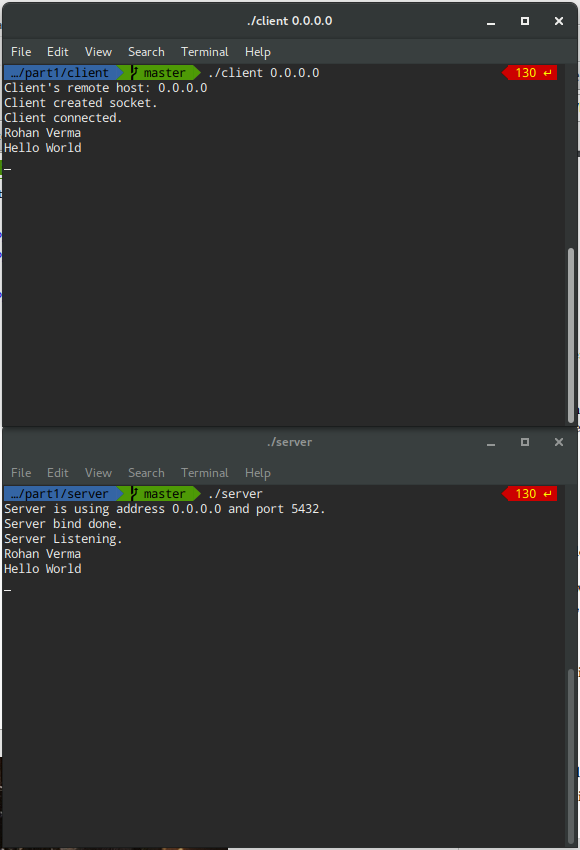 ./client 0.0.0.0
File Edit View Search Terminal Help
…/part1/client master ./client 0.0.0.0 130 ↵
Client's remote host: 0.0.0.0
Client created socket.
Client connected.
Rohan Verma
Hello World
./server
File Edit View Search Terminal Help
…/part1/server master ./server 130 ↵
Server is using address 0.0.0.0 and port 5432.
Server bind done.
Server Listening.
Rohan Verma
Hello World